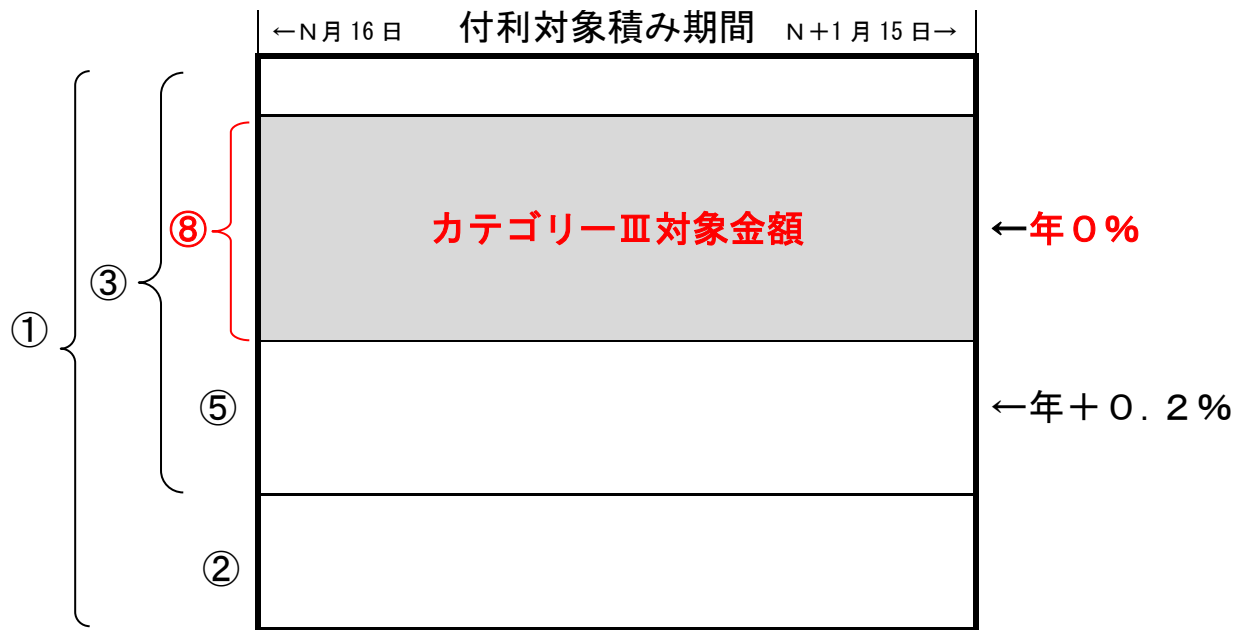 ←N月16日 付利対象積み期間 N+1月15日→
⑧ カテゴリーⅢ対象金額 ←年0%
③
①
⑤ ←年+0.2%
②